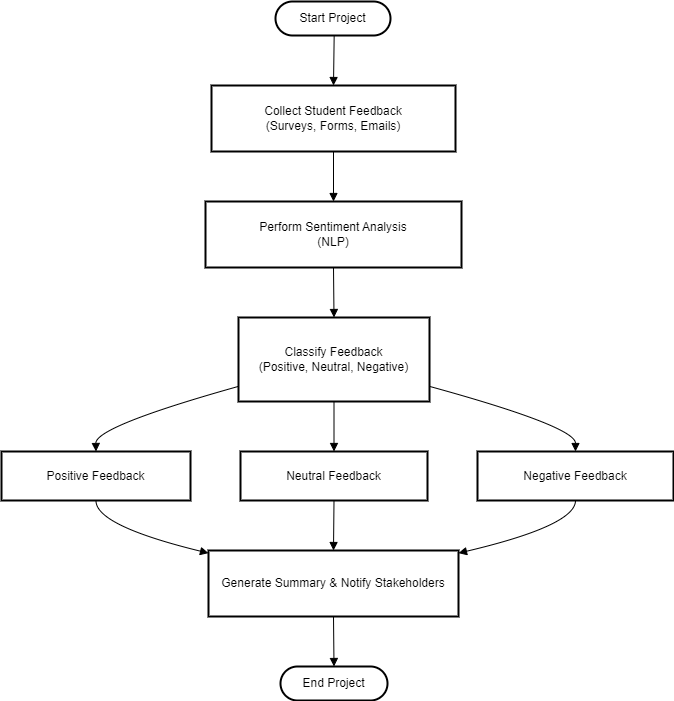 Start Project
Collect Student Feedback
(Surveys, Forms, Emails)
Perform Sentiment Analysis
(NLP)
Classify Feedback
(Positive, Neutral, Negative)
Positive Feedback
Neutral Feedback
Negative Feedback
Generate Summary & Notify Stakeholders
End Project